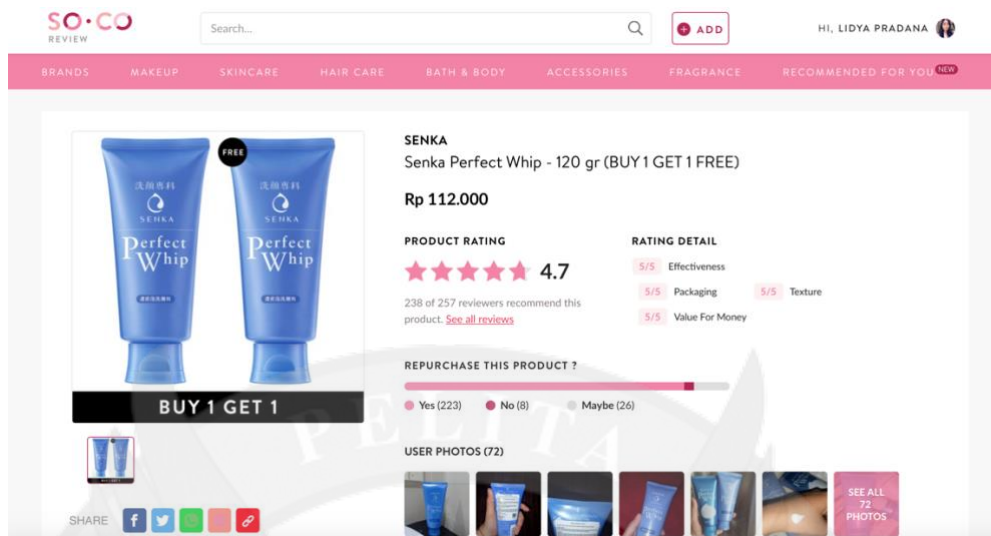 SO·CO
REVIEW
Search...
ADD
HI, LIDYA PRADANA
BRANDS MAKEUP SKINCARE HAIR CARE BATH & BODY ACCESSORIES FRAGRANCE RECOMMENDED FOR YOU NEW
FREE
SENKA
Perfect
Whip
SENKA
Perfect
Whip
BUY 1 GET 1
SHARE
SENKA
Senka Perfect Whip - 120 gr (BUY 1 GET 1 FREE)
Rp 112.000
PRODUCT RATING
4.7
238 of 257 reviewers recommend this
product. See all reviews
RATING DETAIL
5/5 Effectiveness
5/5 Packaging 5/5 Texture
5/5 Value For Money
REPURCHASE THIS PRODUCT ?
Yes (223) No (8) Maybe (26)
PELITA
USER PHOTOS (72)
SEE ALL
72
PHOTOS